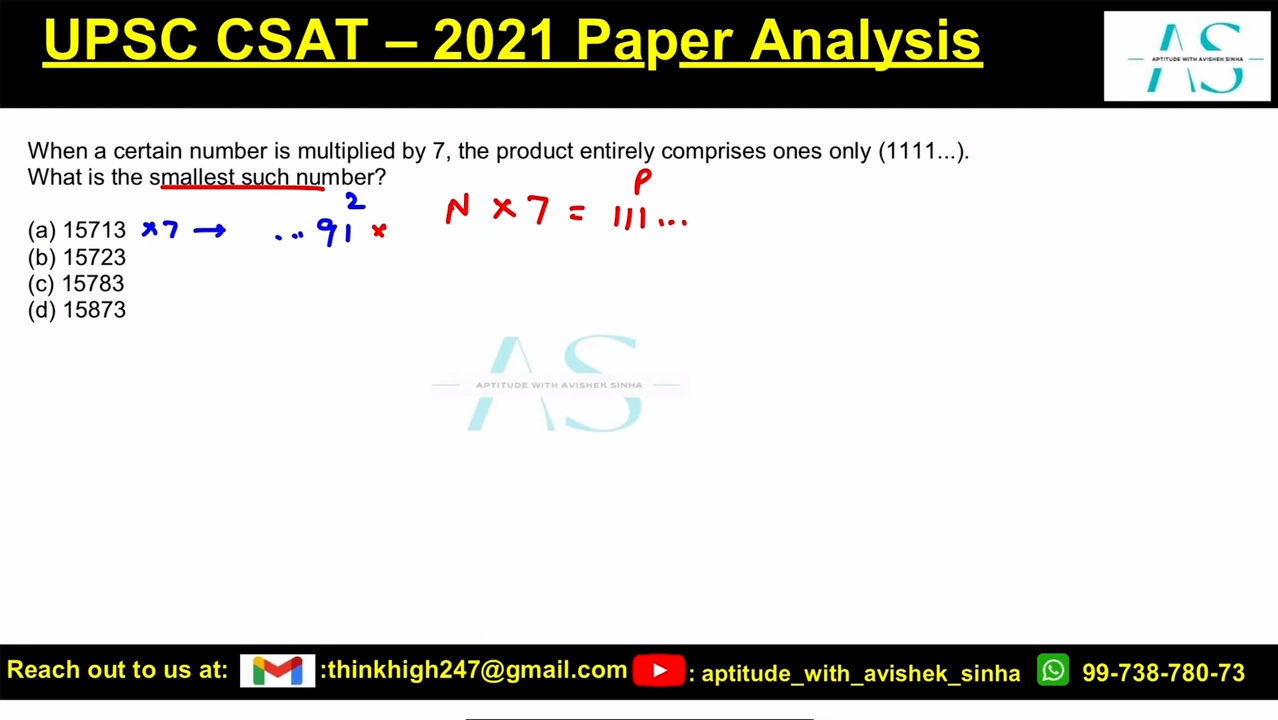 UPSC CSAT – 2021 Paper Analysis
AS
APTITUDE WITH AVISHEK SINHA
When a certain number is multiplied by 7, the product entirely comprises ones only (1111...).
What is the smallest such number?
P
N × 7 = 111...
2
(a) 15713 ×7 → ...91 ×
(b) 15723
(c) 15783
(d) 15873
AS
APTITUDE WITH AVISHEK SINHA
Reach out to us at: :thinkhigh247@gmail.com : aptitude_with_avishek_sinha 99-738-780-73